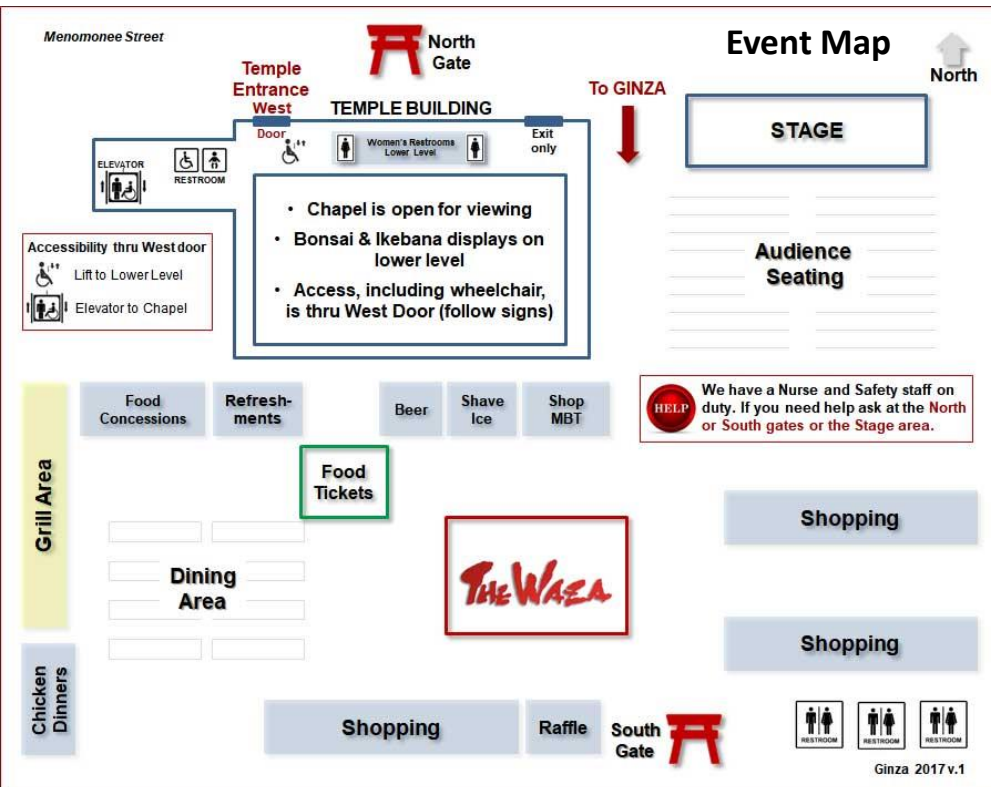 Menomonee Street
North
Gate
Event Map
North
Temple
Entrance
West
Door
TEMPLE BUILDING
To GINZA
STAGE
Women's Restrooms
Lower Level
Exit
only
ELEVATOR
RESTROOM
• Chapel is open for viewing
• Bonsai & Ikebana displays on
lower level
• Access, including wheelchair,
is thru West Door (follow signs)
Audience
Seating
Accessibility thru West door
Lift to Lower Level
Elevator to Chapel
Food
Concessions
Refresh-
ments
Beer
Shave
Ice
Shop
MBT
HELP
We have a Nurse and Safety staff on
duty. If you need help ask at the North
or South gates or the Stage area.
Grill Area
Food
Tickets
Shopping
Dining
Area
THE WAZA
Shopping
Chicken
Dinners
Shopping
Raffle
South
Gate
RESTROOM
RESTROOM
RESTROOM
Ginza 2017 v.1